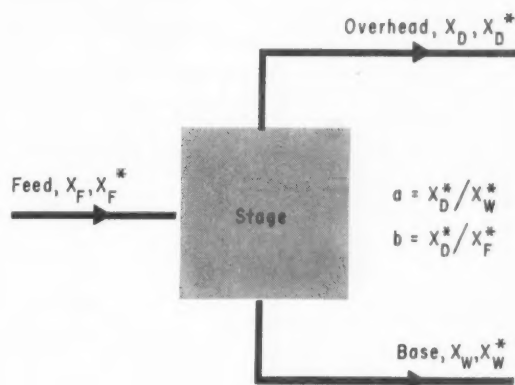 Overhead, X_D, X_D*
Feed, X_F, X_F*
Stage
a = X_D*/X_W*
b = X_D*/X_F*
Base, X_W, X_W*